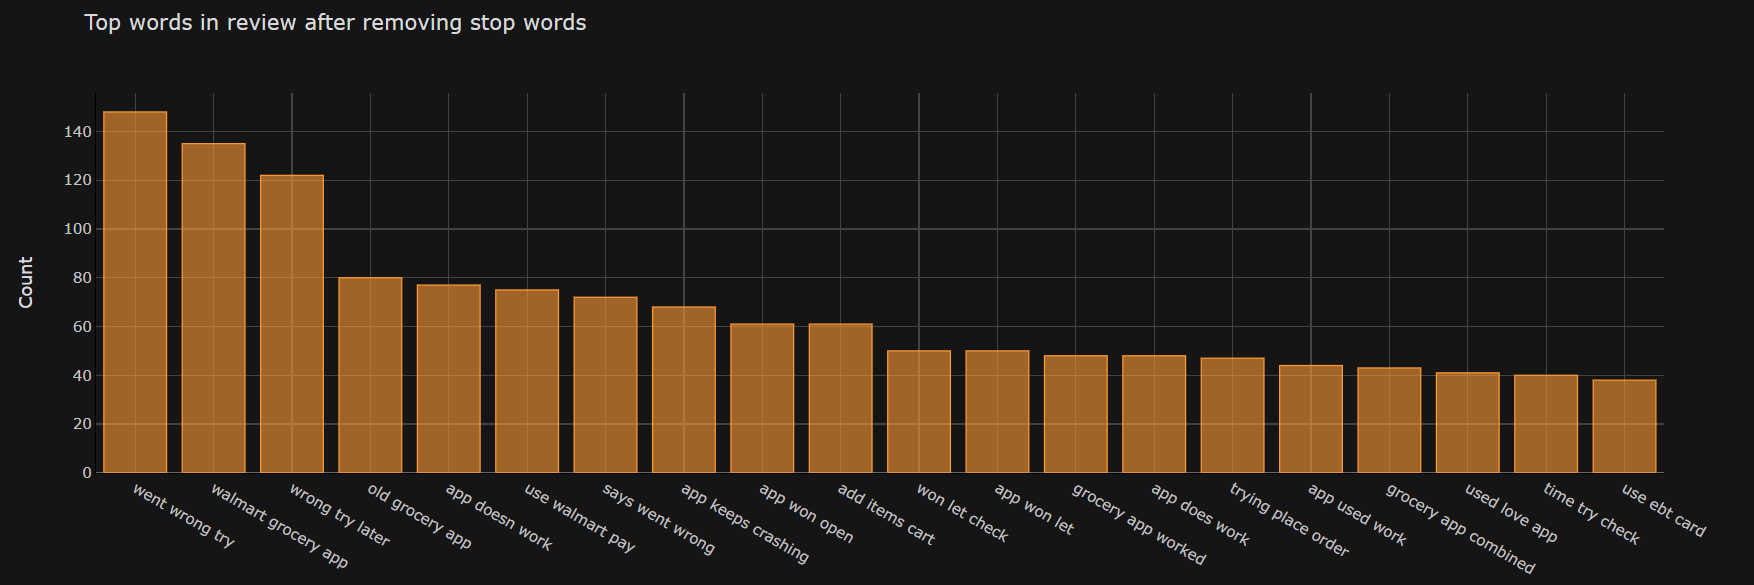 Top words in review after removing stop words
Count
140
120
100
80
60
40
20
0
went wrong try
walmart grocery app
wrong try later
old grocery app
app doesn work
use walmart pay
says went wrong
app keeps crashing
app won open
add items cart
won let check
app won let
grocery app worked
app does work
trying place order
app used work
grocery app combined
used love app
time try check
use ebt card